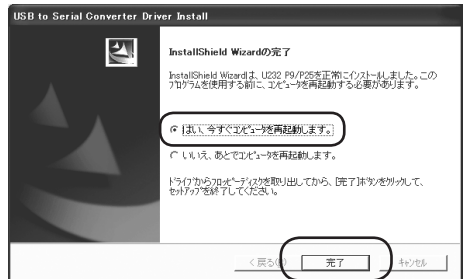 USB to Serial Converter Driver Install
InstallShield Wizardの完了
InstallShield Wizardは、U232 P9/P25を正常にインストールしました。この
プログラムを使用する前に、コンピュータを再起動する必要があります。
はい、今すぐコンピュータを再起動します。
いいえ、あとでコンピュータを再起動します。
ドライブからフロッピーディスクを取り出してから、[完了]ボタンをクリックして、
セットアップを終了してください。
< 戻る(
完了
キャンセル